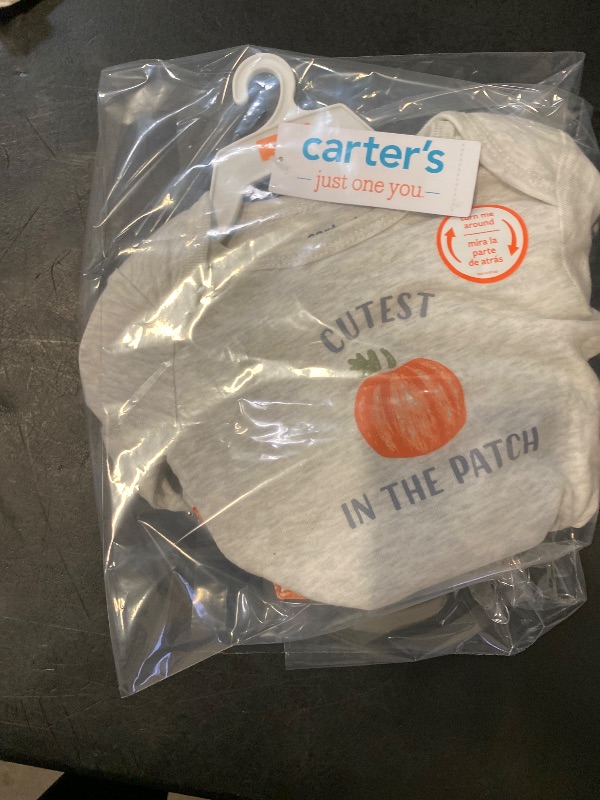 carter's
just one you.
turn me
around
mira la
parte
de atrás
CUTEST
IN THE PATCH